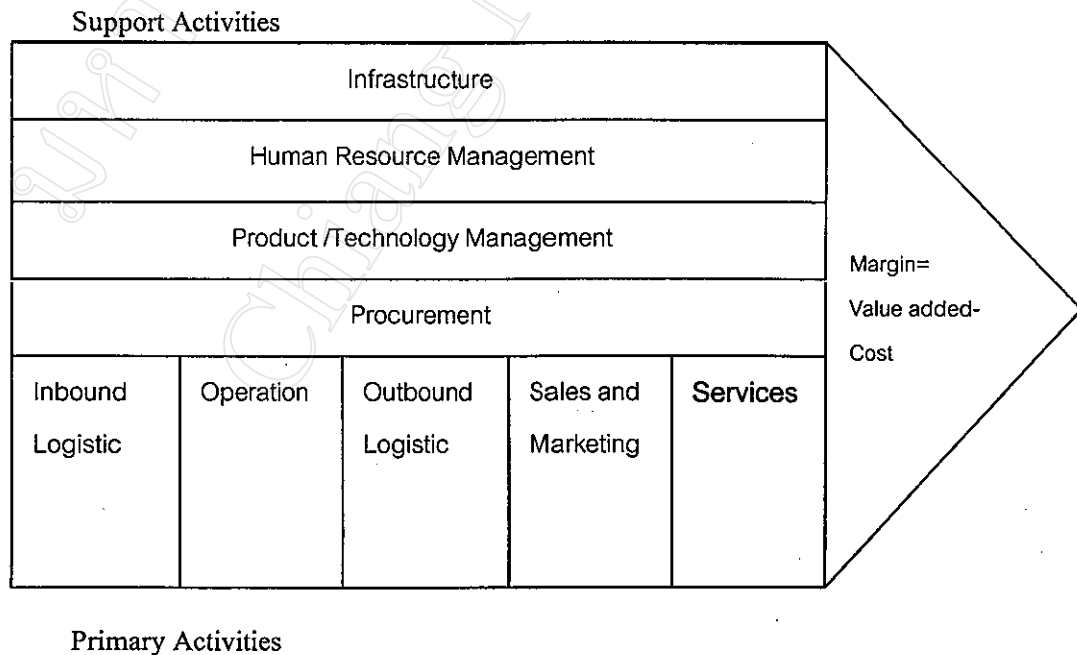 Support Activities
Infrastructure
Human Resource Management
Product /Technology Management
Procurement
Margin=
Value added-
Cost
Inbound
Logistic
Operation
Outbound
Logistic
Sales and
Marketing
Services
Primary Activities
Chiang